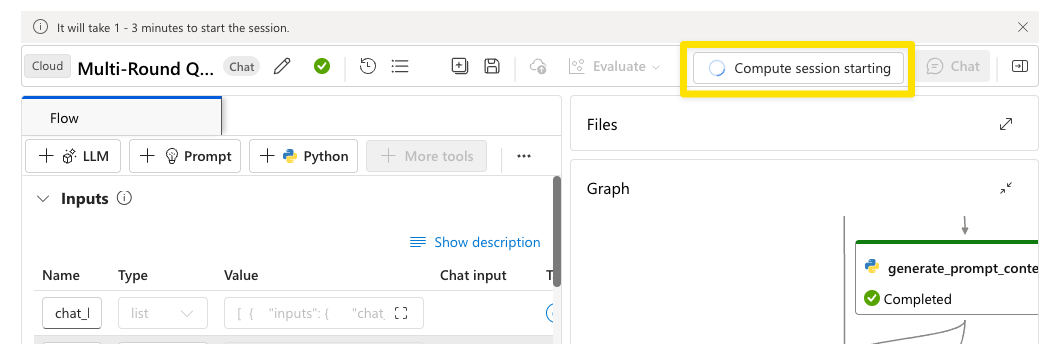 It will take 1 - 3 minutes to start the session.
Cloud Multi-Round Q... Chat Evaluate Compute session starting Chat
Flow
LLM Prompt Python More tools ...
Inputs
Show description
Name Type Value Chat input T
chat_l list [ { "inputs": { "chat_
Files
Graph
generate_prompt_conte
Completed